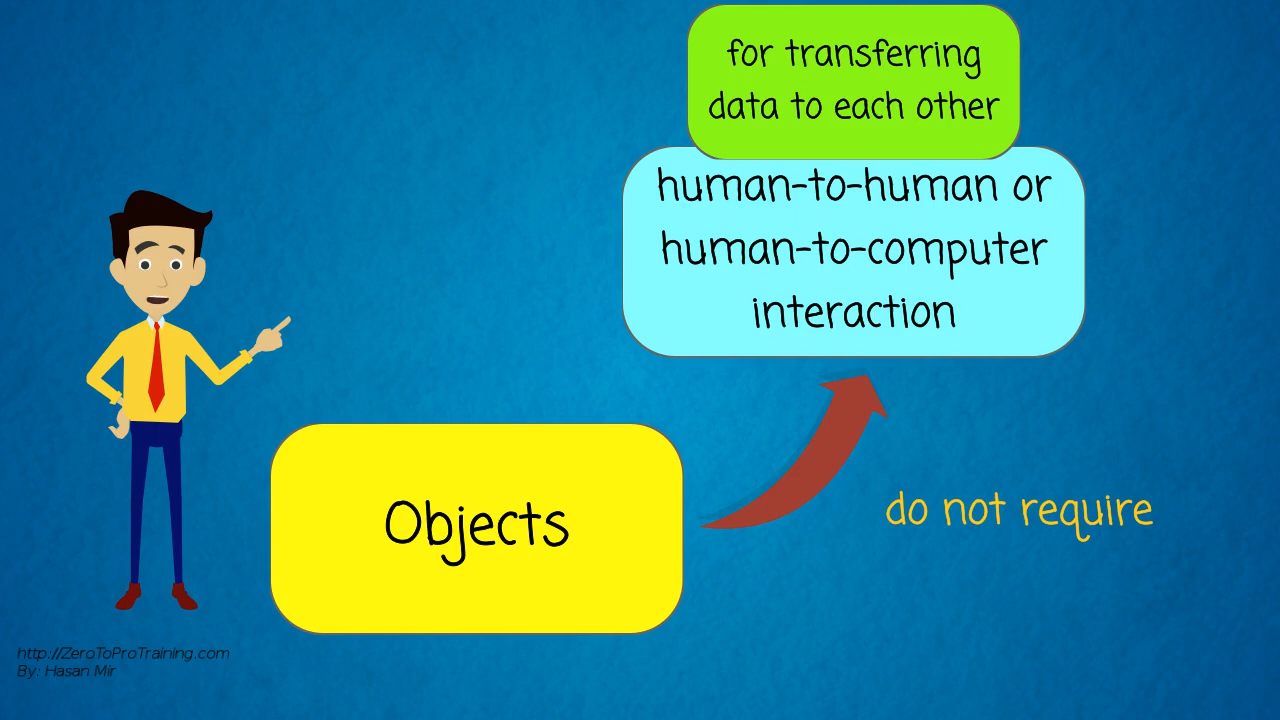 for transferring
data to each other
human-to-human or
human-to-computer
interaction
Objects
do not require
http://ZeroToProTraining.com
By: Hasan Mir